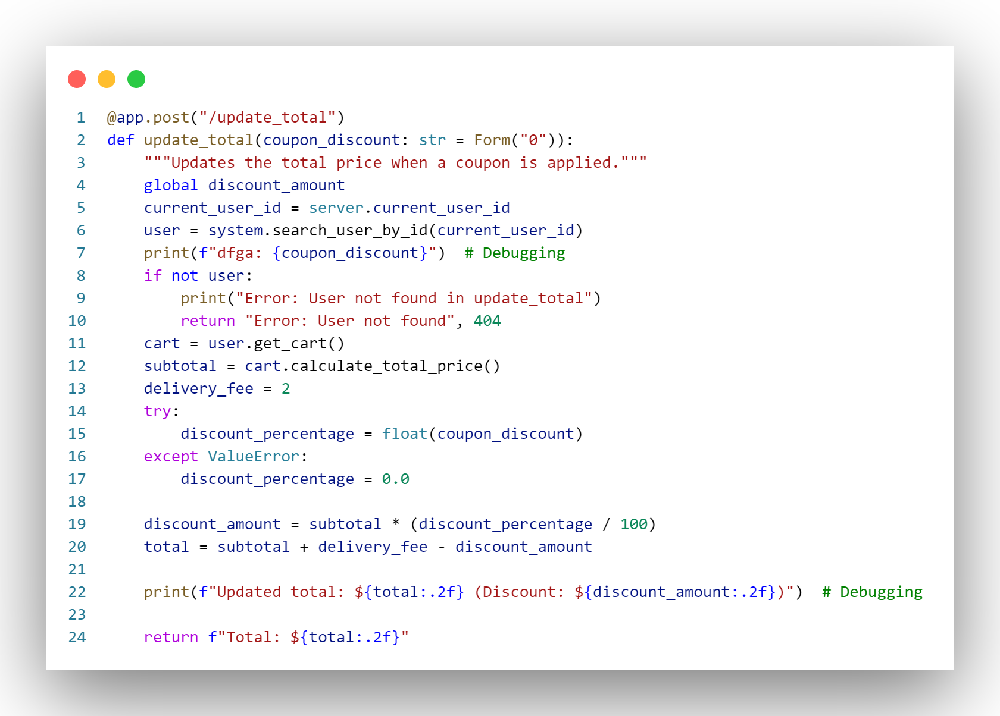 1 @app.post("/update_total")
2 def update_total(coupon_discount: str = Form("0")):
3     """Updates the total price when a coupon is applied."""
4     global discount_amount
5     current_user_id = server.current_user_id
6     user = system.search_user_by_id(current_user_id)
7     print(f"dfga: {coupon_discount}")  # Debugging
8     if not user:
9         print("Error: User not found in update_total")
10         return "Error: User not found", 404
11     cart = user.get_cart()
12     subtotal = cart.calculate_total_price()
13     delivery_fee = 2
14     try:
15         discount_percentage = float(coupon_discount)
16     except ValueError:
17         discount_percentage = 0.0
18
19     discount_amount = subtotal * (discount_percentage / 100)
20     total = subtotal + delivery_fee - discount_amount
21
22     print(f"Updated total: ${total:.2f} (Discount: ${discount_amount:.2f})")  # Debugging
23
24     return f"Total: ${total:.2f}"